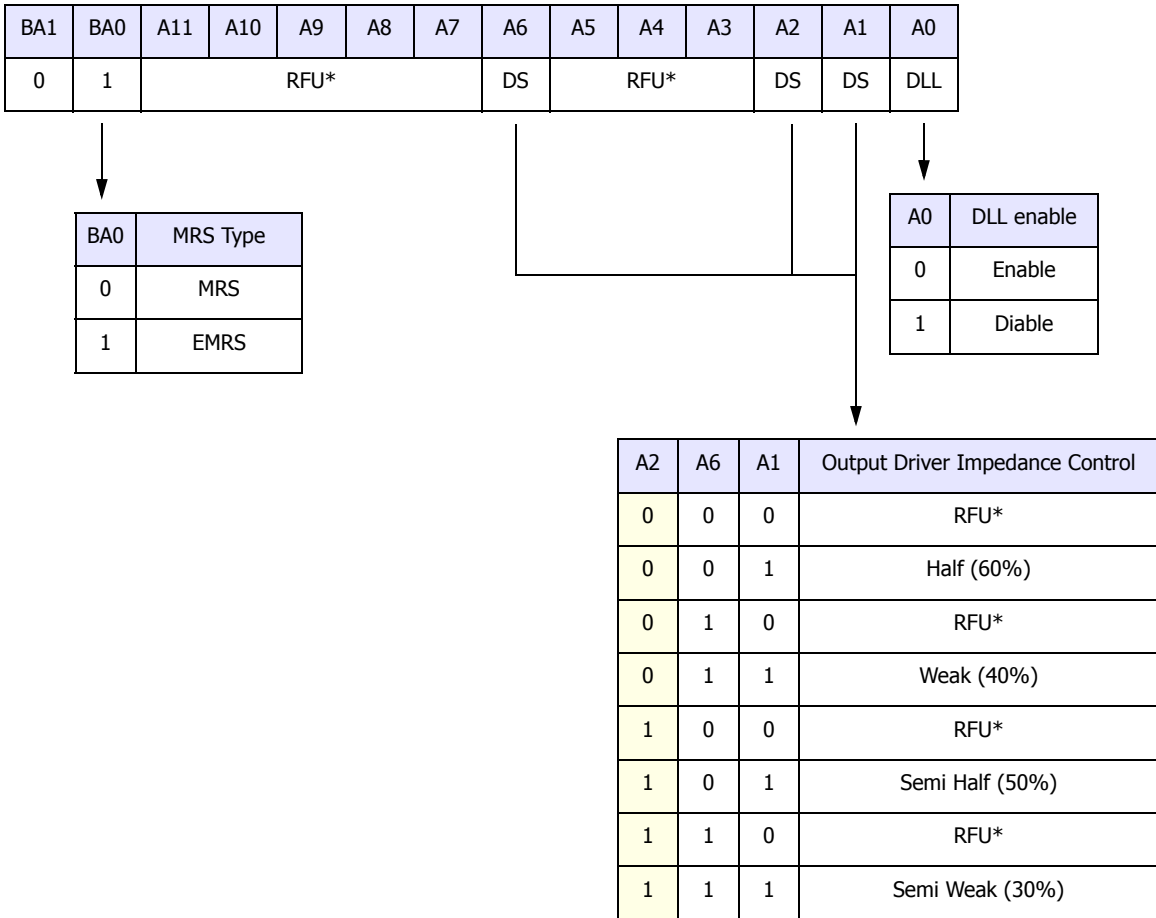 BA1 BA0 A11 A10 A9 A8 A7 A6 A5 A4 A3 A2 A1 A0
0 1 RFU* DS RFU* DS DS DLL
BA0 MRS Type
0 MRS
1 EMRS
A0 DLL enable
0 Enable
1 Diable
A2 A6 A1 Output Driver Impedance Control
0 0 0 RFU*
0 0 1 Half (60%)
0 1 0 RFU*
0 1 1 Weak (40%)
1 0 0 RFU*
1 0 1 Semi Half (50%)
1 1 0 RFU*
1 1 1 Semi Weak (30%)